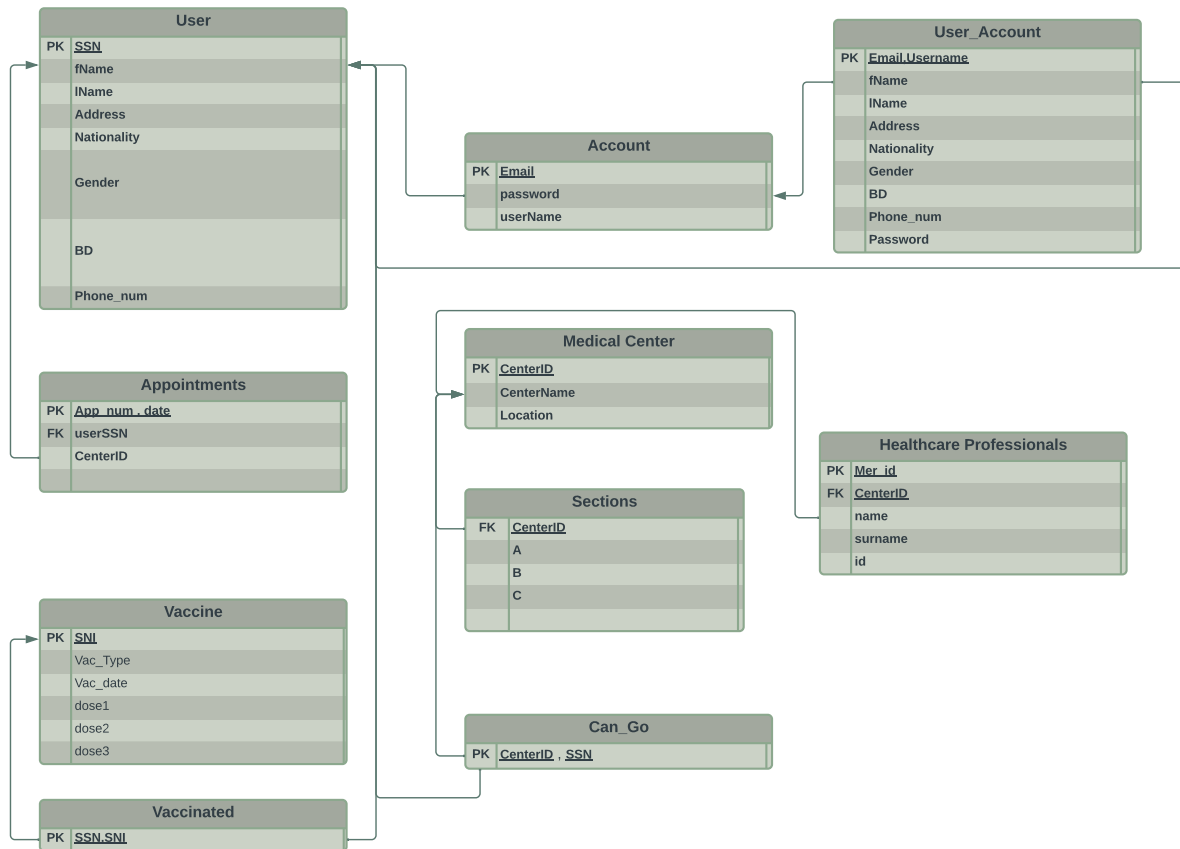 User
PK SSN
fName
lName
Address
Nationality
Gender
BD
Phone_num
User_Account
PK Email.Username
fName
lName
Address
Nationality
Gender
BD
Phone_num
Password
Account
PK Email
password
userName
Medical Center
PK CenterID
CenterName
Location
Appointments
PK App_num , date
FK userSSN
CenterID
Healthcare Professionals
PK Mer_id
FK CenterID
name
surname
id
Sections
FK CenterID
A
B
C
Vaccine
PK SNI
Vac_Type
Vac_date
dose1
dose2
dose3
Can_Go
PK CenterID , SSN
Vaccinated
PK SSN.SNI